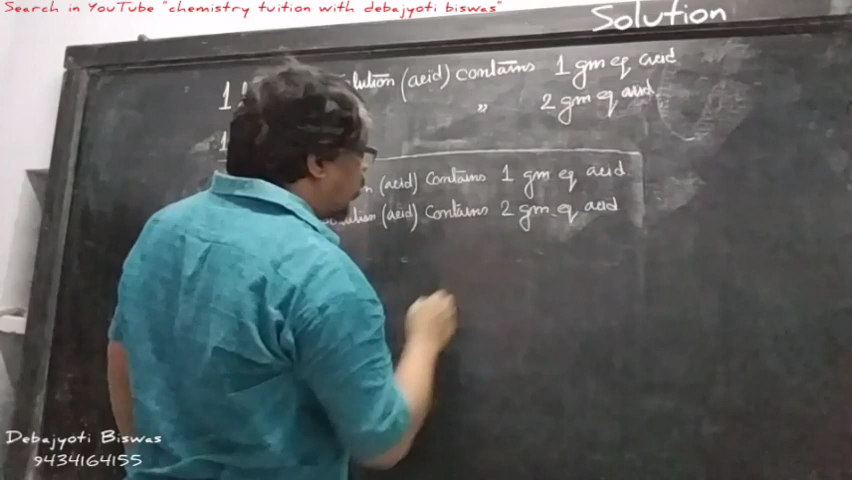 Search in YouTube "chemistry tuition with debajyoti biswas"
Solution
1 lution (acid) contains 1 gm eq acid
" 2 gm eq acid
(acid) contains 1 gm eq acid
lution (acid) contains 2 gm eq acid
Debajyoti Biswas
9434164155